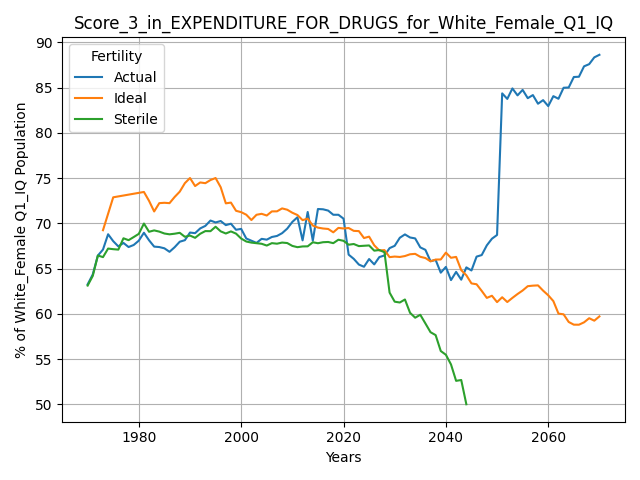 Score_3_in_EXPENDITURE_FOR_DRUGS_for_White_Female_Q1_IQ
Fertility
Actual
Ideal
Sterile
% of White_Female Q1_IQ Population
90
85
80
75
70
65
60
55
50
1980
2000
2020
2040
2060
Years